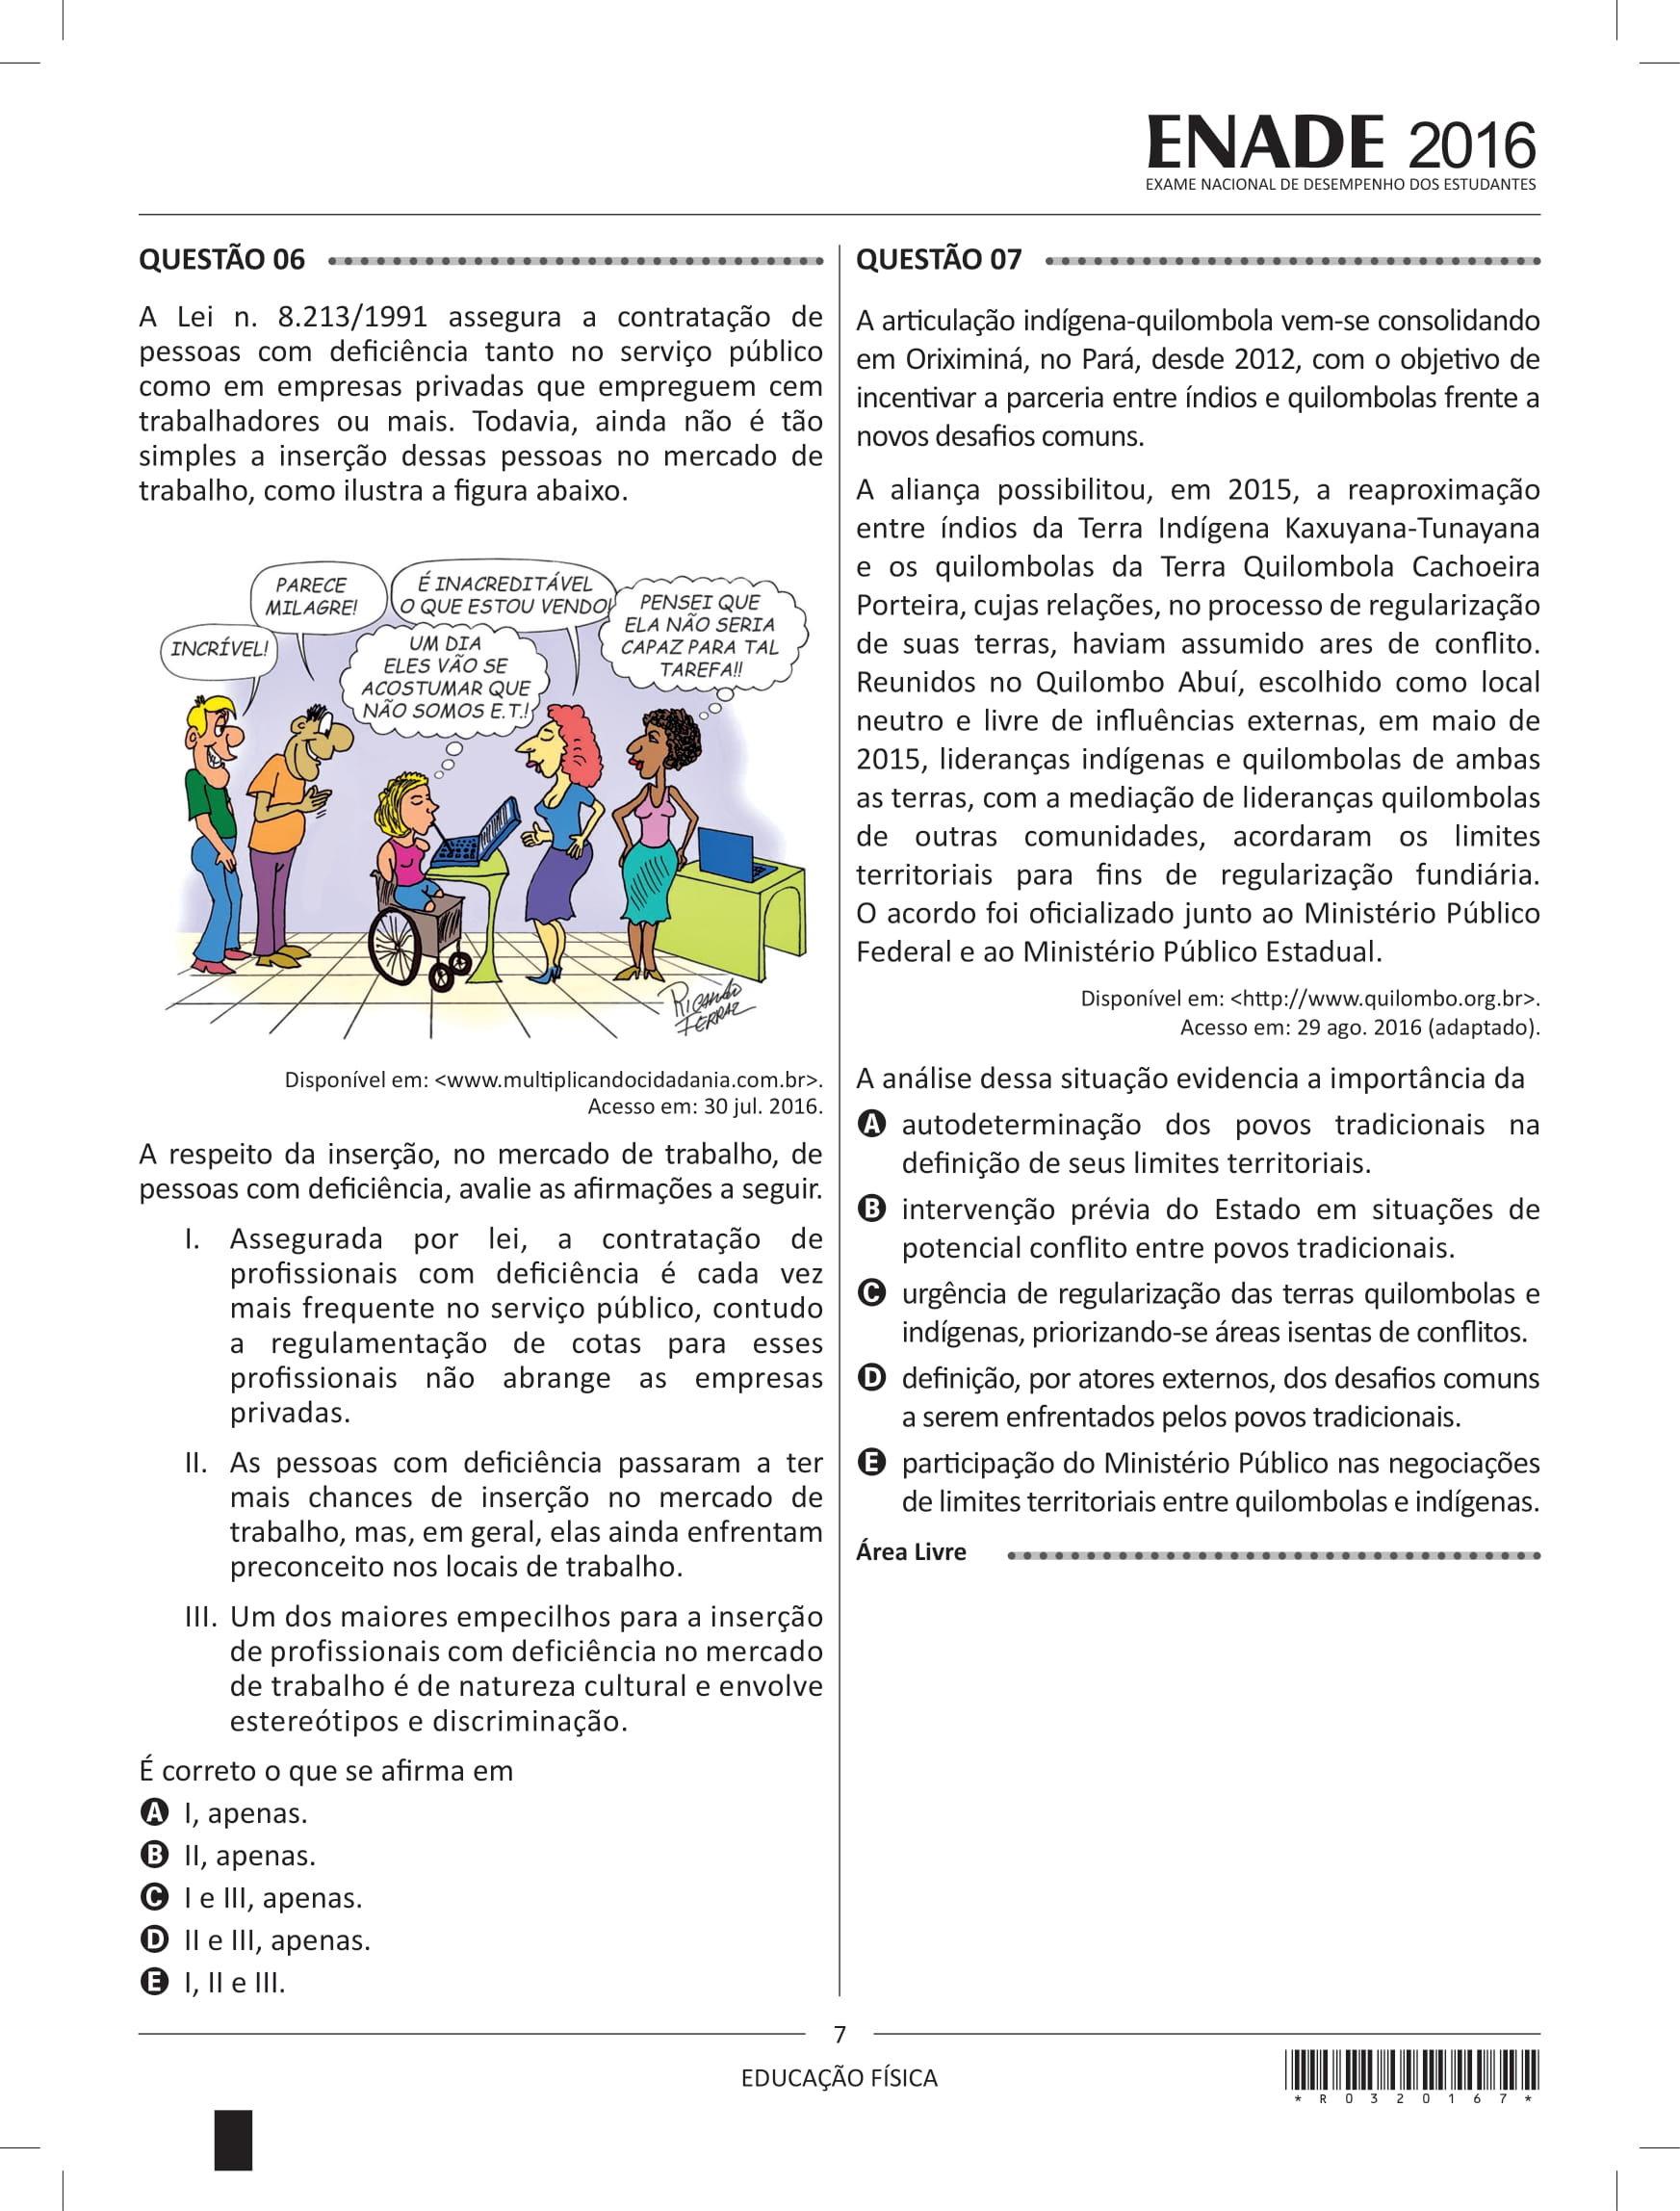 ENADE 2016
EXAME NACIONAL DE DESEMPENHO DOS ESTUDANTES
QUESTÃO 06
A Lei n. 8.213/1991 assegura a contratação de
pessoas com deficiência tanto no serviço público
como em empresas privadas que empreguem cem
trabalhadores ou mais. Todavia, ainda não é tão
simples a inserção dessas pessoas no mercado de
trabalho, como ilustra a figura abaixo.
INCRÍVEL!
PARECE
MILAGRE!
É INACREDITÁVEL
O QUE ESTOU VENDO!
UM DIA
ELES VÃO SE
ACOSTUMAR QUE
NÃO SOMOS E.T.!
PENSEI QUE
ELA NÃO SERIA
CAPAZ PARA TAL
TAREFA!!
RICARDO
FERRAZ
Disponível em: <www.multiplicandocidadania.com.br>.
Acesso em: 30 jul. 2016.
A respeito da inserção, no mercado de trabalho, de
pessoas com deficiência, avalie as afirmações a seguir.
I. Assegurada por lei, a contratação de
profissionais com deficiência é cada vez
mais frequente no serviço público, contudo
a regulamentação de cotas para esses
profissionais não abrange as empresas
privadas.
II. As pessoas com deficiência passaram a ter
mais chances de inserção no mercado de
trabalho, mas, em geral, elas ainda enfrentam
preconceito nos locais de trabalho.
III. Um dos maiores empecilhos para a inserção
de profissionais com deficiência no mercado
de trabalho é de natureza cultural e envolve
estereótipos e discriminação.
É correto o que se afirma em
A I, apenas.
B II, apenas.
C I e III, apenas.
D II e III, apenas.
E I, II e III.
QUESTÃO 07
A articulação indígena-quilombola vem-se consolidando
em Oriximiná, no Pará, desde 2012, com o objetivo de
incentivar a parceria entre índios e quilombolas frente a
novos desafios comuns.
A aliança possibilitou, em 2015, a reaproximação
entre índios da Terra Indígena Kaxuyana-Tunayana
e os quilombolas da Terra Quilombola Cachoeira
Porteira, cujas relações, no processo de regularização
de suas terras, haviam assumido ares de conflito.
Reunidos no Quilombo Abuí, escolhido como local
neutro e livre de influências externas, em maio de
2015, lideranças indígenas e quilombolas de ambas
as terras, com a mediação de lideranças quilombolas
de outras comunidades, acordaram os limites
territoriais para fins de regularização fundiária.
O acordo foi oficializado junto ao Ministério Público
Federal e ao Ministério Público Estadual.
Disponível em: <http://www.quilombo.org.br>.
Acesso em: 29 ago. 2016 (adaptado).
A análise dessa situação evidencia a importância da
A autodeterminação dos povos tradicionais na
definição de seus limites territoriais.
B intervenção prévia do Estado em situações de
potencial conflito entre povos tradicionais.
C urgência de regularização das terras quilombolas e
indígenas, priorizando-se áreas isentas de conflitos.
D definição, por atores externos, dos desafios comuns
a serem enfrentados pelos povos tradicionais.
E participação do Ministério Público nas negociações
de limites territoriais entre quilombolas e indígenas.
Área Livre
7
EDUCAÇÃO FÍSICA
*R0320167*